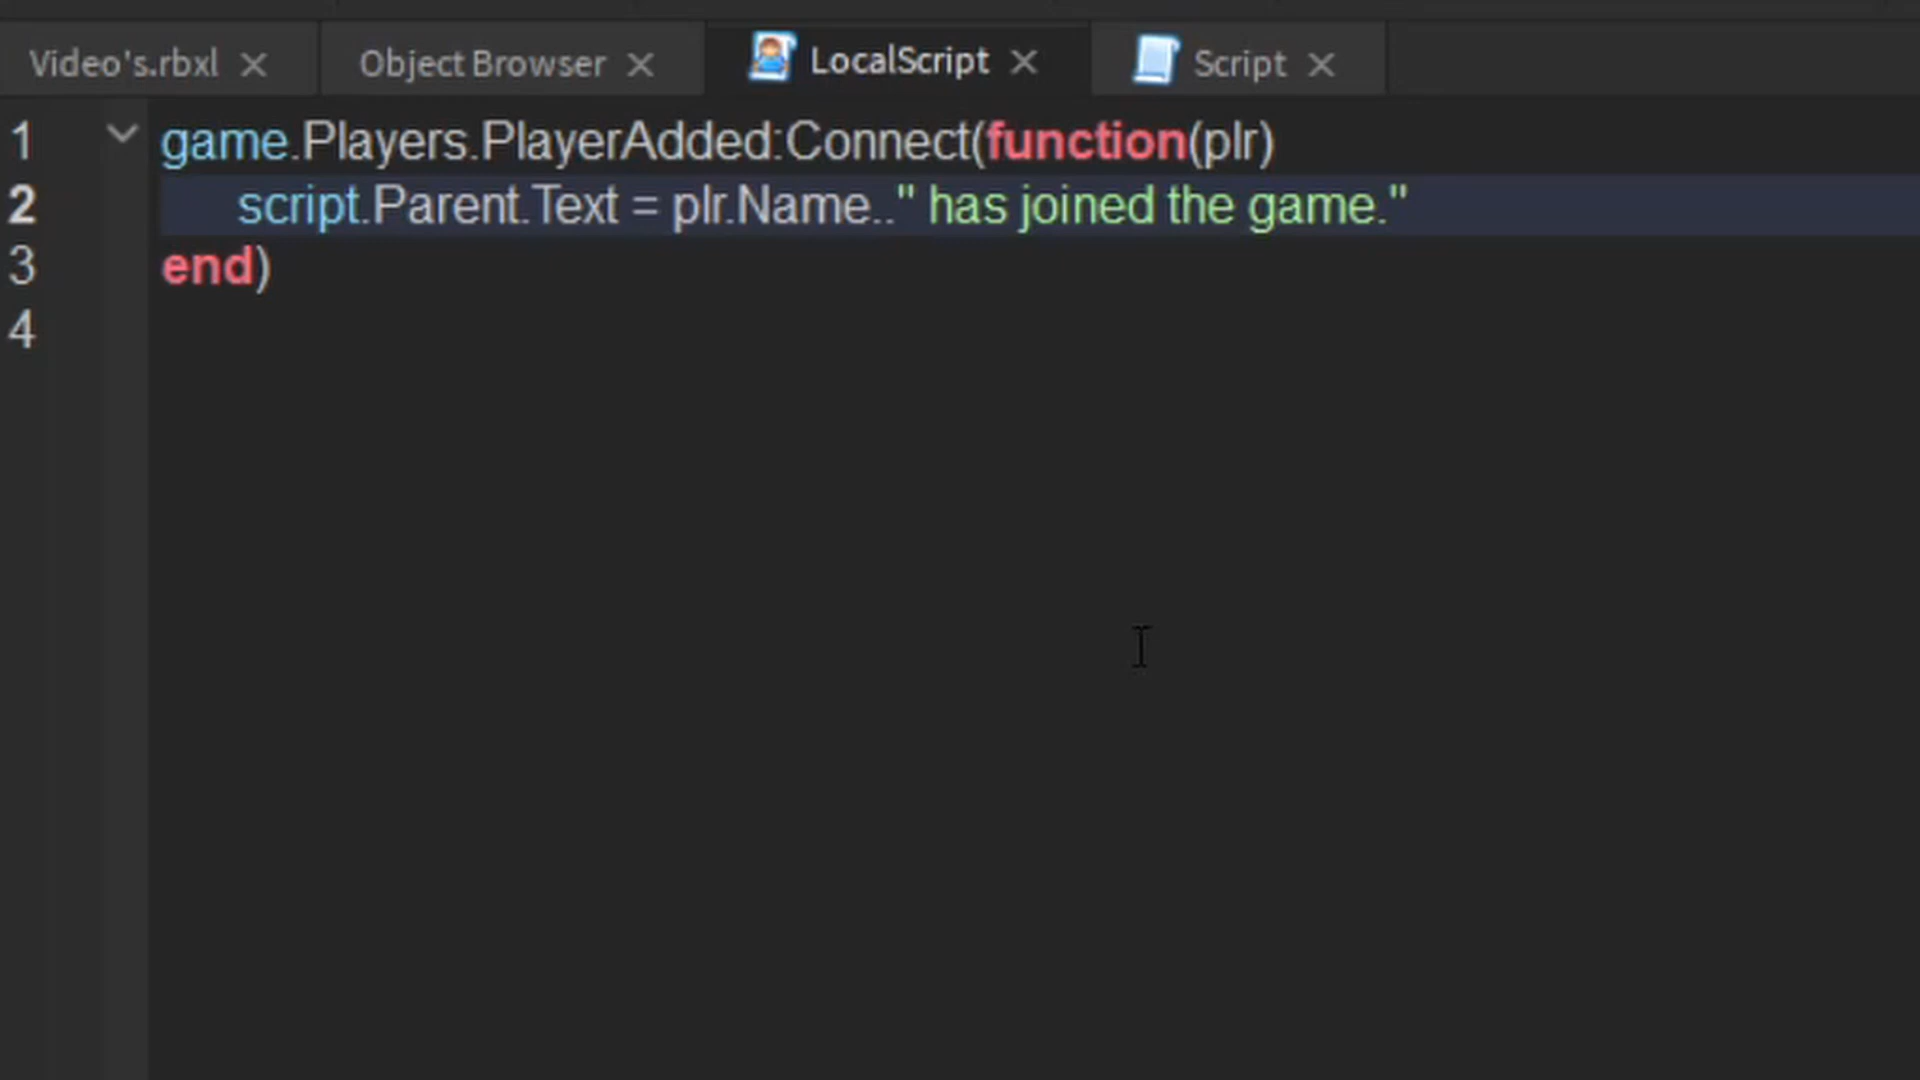 Video's.rbxl Object Browser LocalScript Script
1 game.Players.PlayerAdded:Connect(function(plr)
2 script.Parent.Text = plr.Name.." has joined the game."
3 end)
4